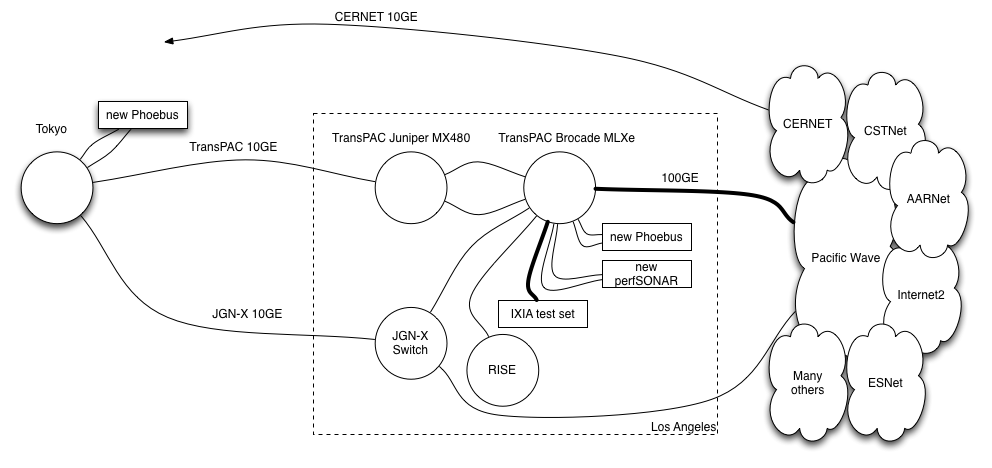 CERNET 10GE
Tokyo
new Phoebus
TransPAC 10GE
TransPAC Juniper MX480
TransPAC Brocade MLXe
100GE
new Phoebus
new
perfSONAR
IXIA test set
JGN-X 10GE
JGN-X
Switch
RISE
Los Angeles
CERNET
CSTNet
AARNet
Pacific Wave
Internet2
Many
others
ESNet